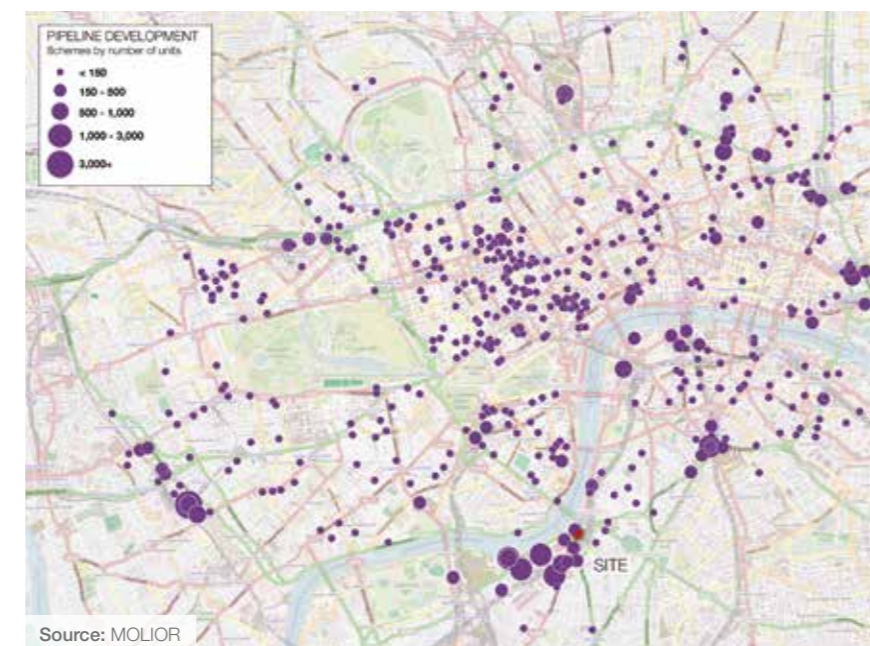 PIPELINE DEVELOPMENT
Schemes by number of units
< 150
150 - 500
500 - 1,000
1,000 - 3,000
3,000+
SITE
Source: MOLIOR